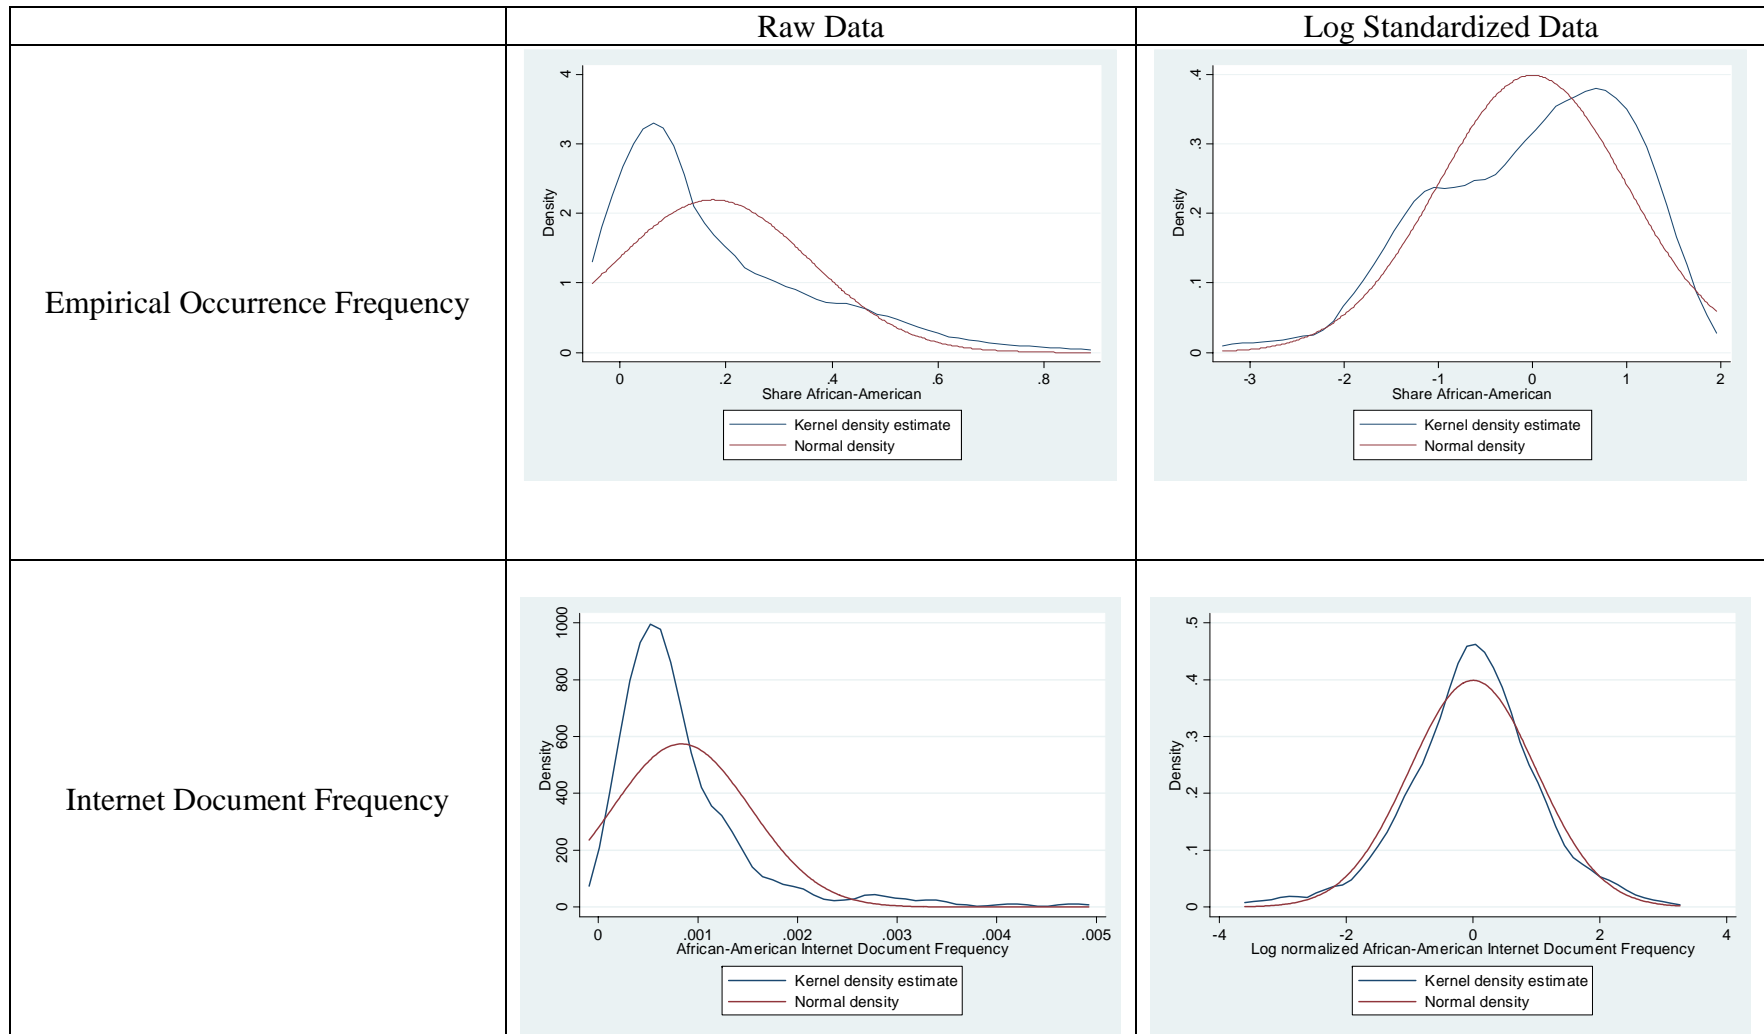 Raw Data
Log Standardized Data
Empirical Occurrence Frequency
4
3
2
1
0
Density
0
.2
.4
.6
.8
Share African-American
Kernel density estimate
Normal density
.4
.3
.2
.1
0
Density
-3
-2
-1
0
1
2
Share African-American
Kernel density estimate
Normal density
Internet Document Frequency
1000
800
600
400
200
0
Density
0
.001
.002
.003
.004
.005
African-American Internet Document Frequency
Kernel density estimate
Normal density
.5
.4
.3
.2
.1
0
Density
-4
-2
0
2
4
Log normalized African-American Internet Document Frequency
Kernel density estimate
Normal density